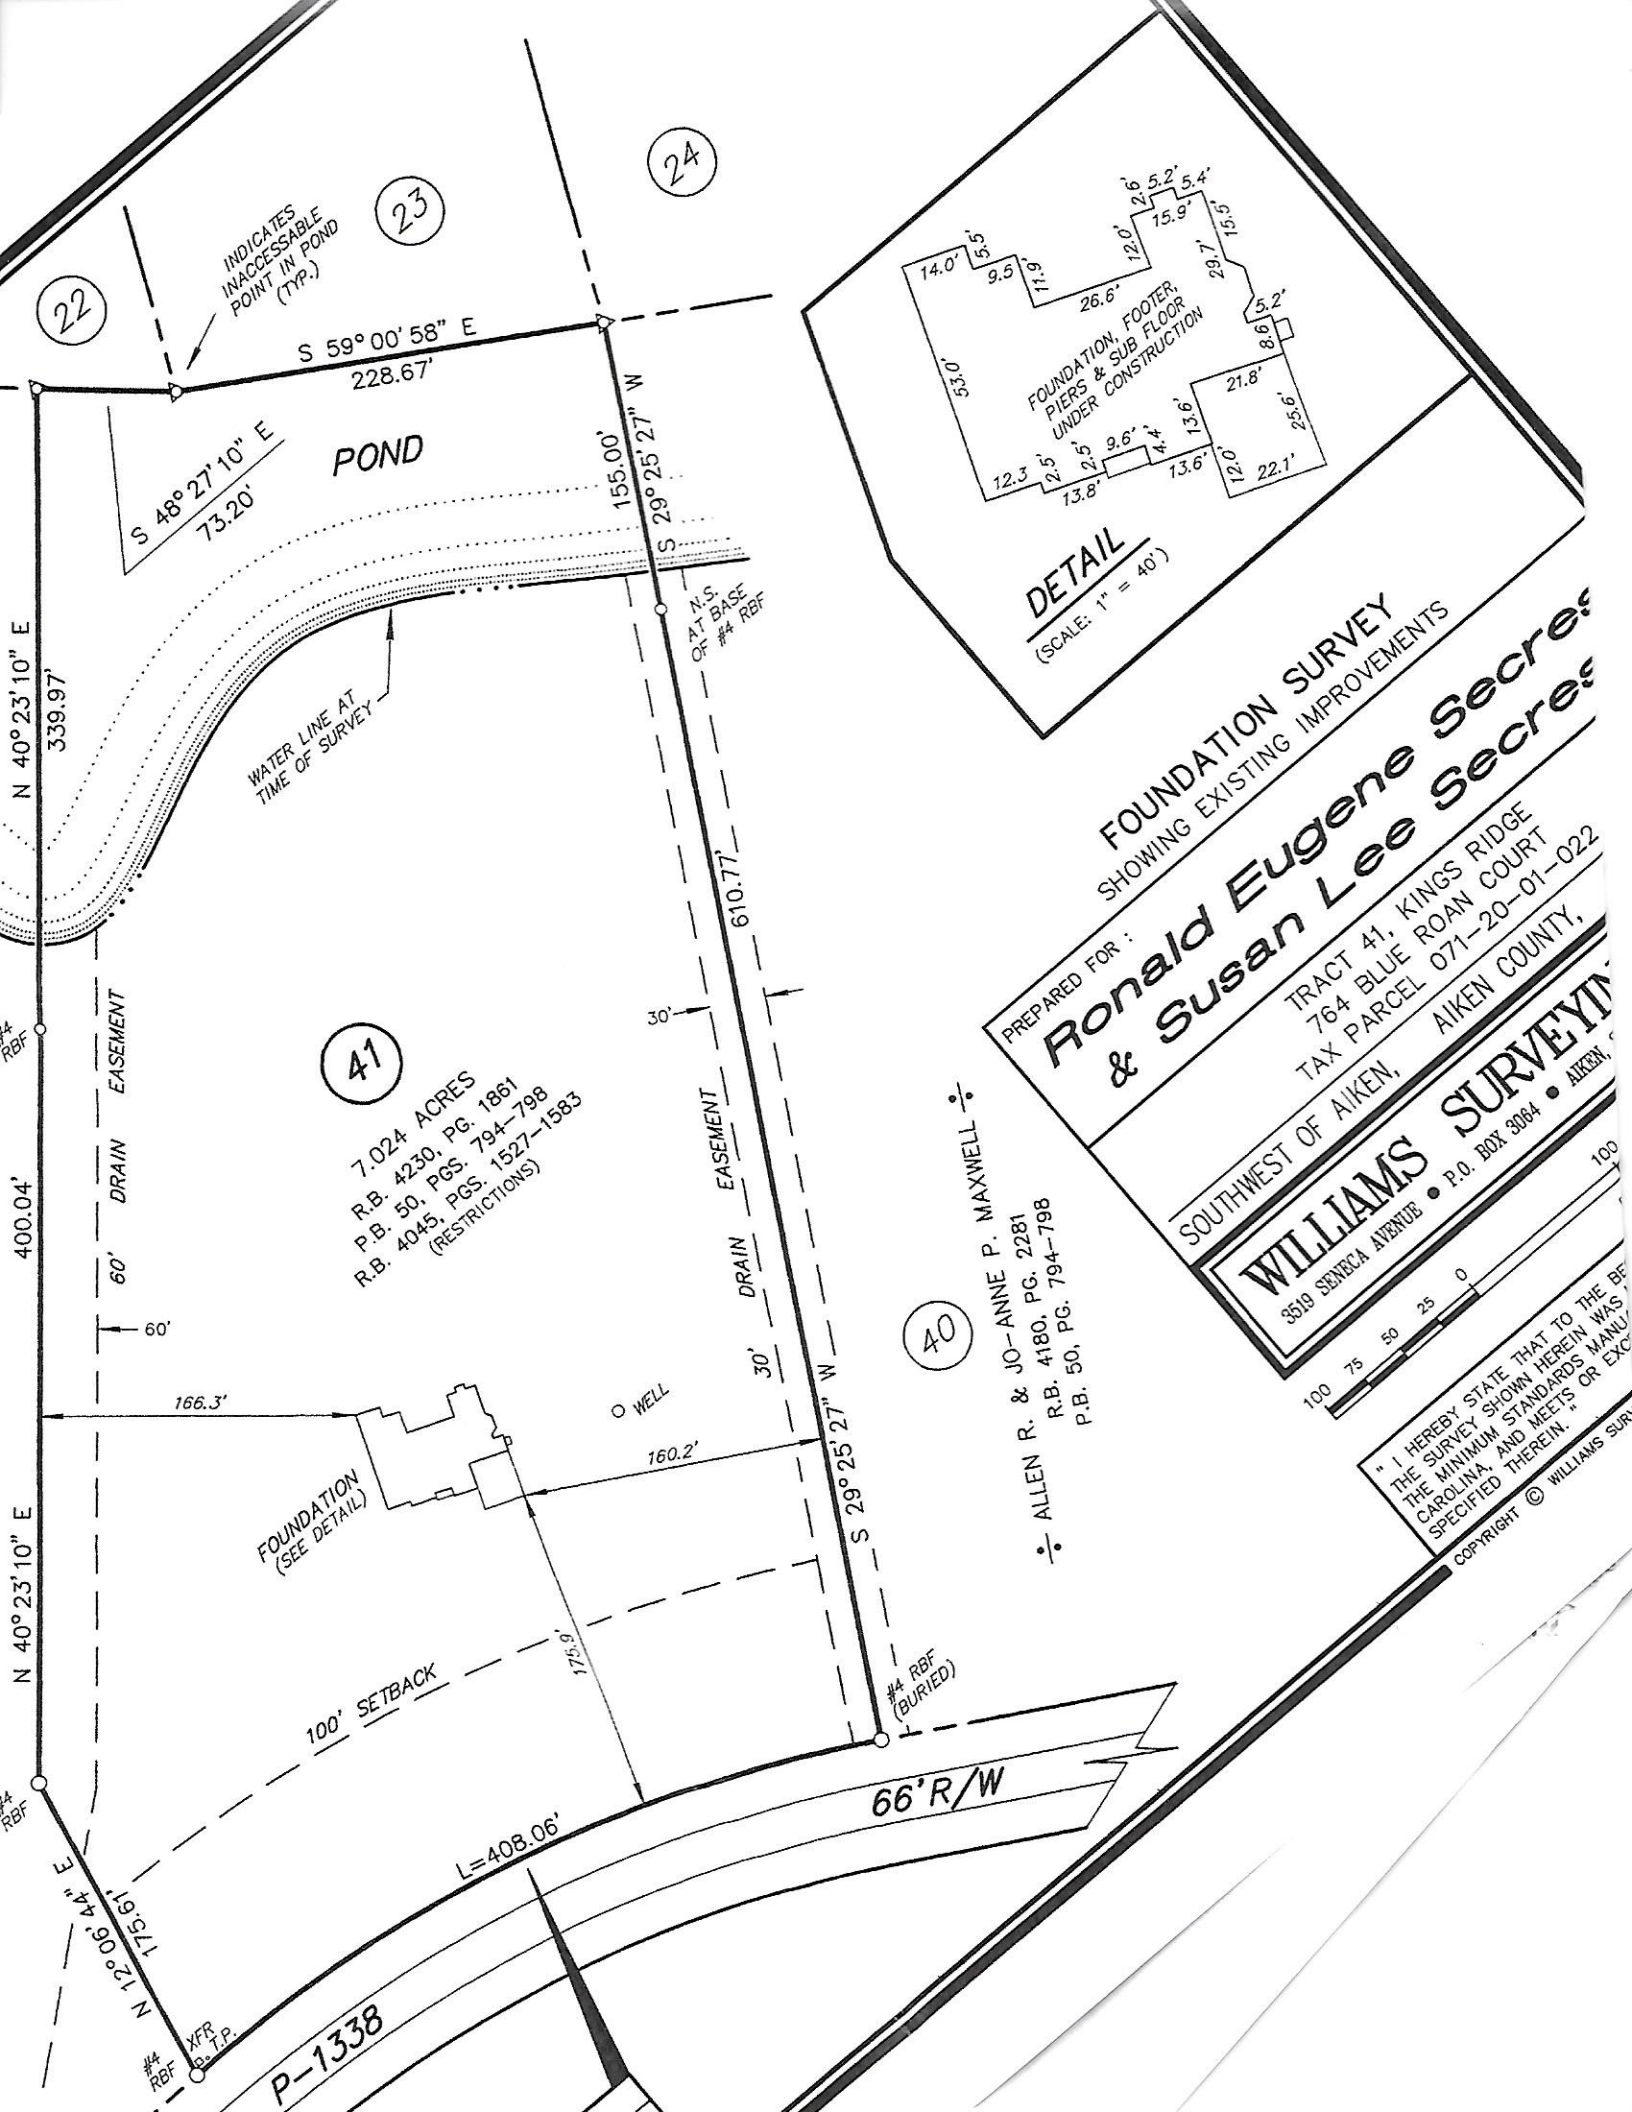 22
23
24
INDICATES
INACCESSABLE
POINT IN POND
(TYP.)
S 59°00'58" E
228.67'
S 48°27'10" E
73.20'
POND
155.00'
S 29°25'27" W
N.S.
AT BASE
OF #4 RBF
WATER LINE AT
TIME OF SURVEY
N 40°23'10" E
339.97'
#4
RBF
60' DRAIN EASEMENT
400.04'
60'
N 40°23'10" E
#4
RBF
41
7.024 ACRES
R.B. 4230, PG. 1861
P.B. 50, PGS. 794-798
R.B. 4045, PGS. 1527-1583
(RESTRICTIONS)
610.77'
30'
30' DRAIN EASEMENT
S 29°25'27" W
166.3'
WELL
160.2'
FOUNDATION
(SEE DETAIL)
175.9'
100' SETBACK
#4 RBF
(BURIED)
66'R/W
L=408.06'
N 12°06'44" E
175.61'
#4
RBF
XFR
T.P.
P-1338
40
÷ ALLEN R. & JO-ANNE P. MAXWELL ÷
R.B. 4180, PG. 2281
P.B. 50, PG. 794-798
14.0'
5.5'
9.5
11.9'
26.6'
12.0'
2.6'
5.2'
5.4'
15.9'
15.5'
29.7'
5.2'
8.6'
21.8'
25.6'
22.1'
12.0'
13.6'
13.6'
4.4'
9.6'
2.5'
13.8'
2.5'
12.3
53.0'
FOUNDATION, FOOTER,
PIERS & SUB FLOOR
UNDER CONSTRUCTION
DETAIL
(SCALE: 1" = 40')
FOUNDATION SURVEY
SHOWING EXISTING IMPROVEMENTS
PREPARED FOR :
Ronald Eugene Secres
& Susan Lee Secres
TRACT 41, KINGS RIDGE
764 BLUE ROAN COURT
TAX PARCEL 071-20-01-022
SOUTHWEST OF AIKEN, AIKEN COUNTY,
WILLIAMS SURVEYIN
3519 SENECA AVENUE • P.O. BOX 3064 • AIKEN,
100 75 50 25 0 100
" I HEREBY STATE THAT TO THE BE
THE SURVEY SHOWN HEREIN WAS
THE MINIMUM STANDARDS MANU
CAROLINA, AND MEETS OR EXC
SPECIFIED THEREIN. "
COPYRIGHT © WILLIAMS SURV